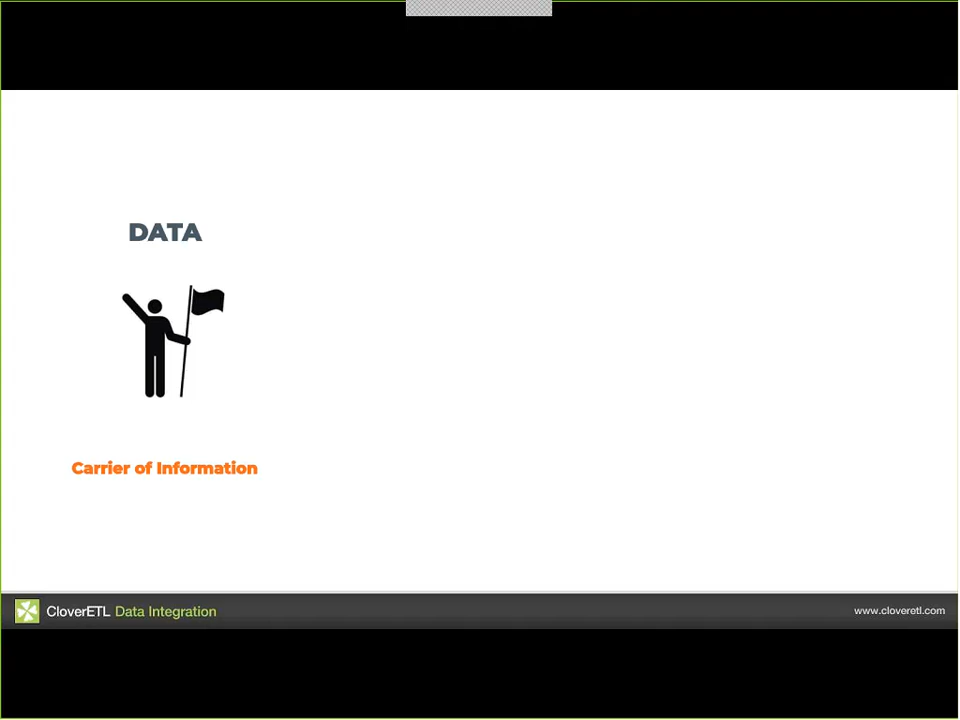 DATA
Carrier of Information
CloverETL Data Integration
www.cloveretl.com